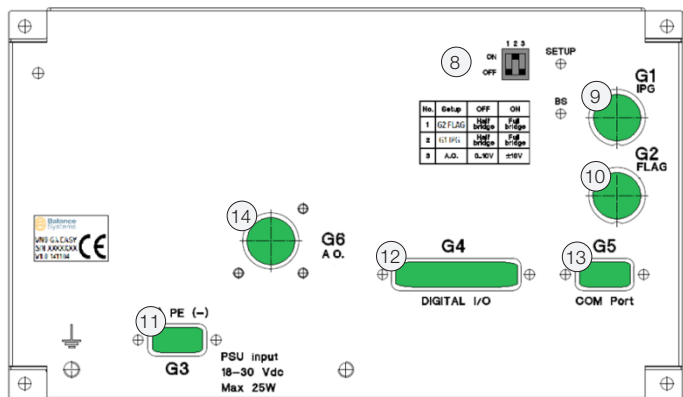 1 2 3
8
ON
OFF
SETUP
G1
IPG
9
BS
No. Setup OFF ON
1 G2 FLAG Half bridge Full bridge
2 G1 IPG Half bridge Full bridge
3 A.O. 0-10V ±10V
G2
FLAG
10
14
G6
A O.
Balance
Systems
CE
12
G4
DIGITAL I/O
13
G5
COM Port
11
PE (-)
G3
PSU input
18-30 Vdc
Max 25W